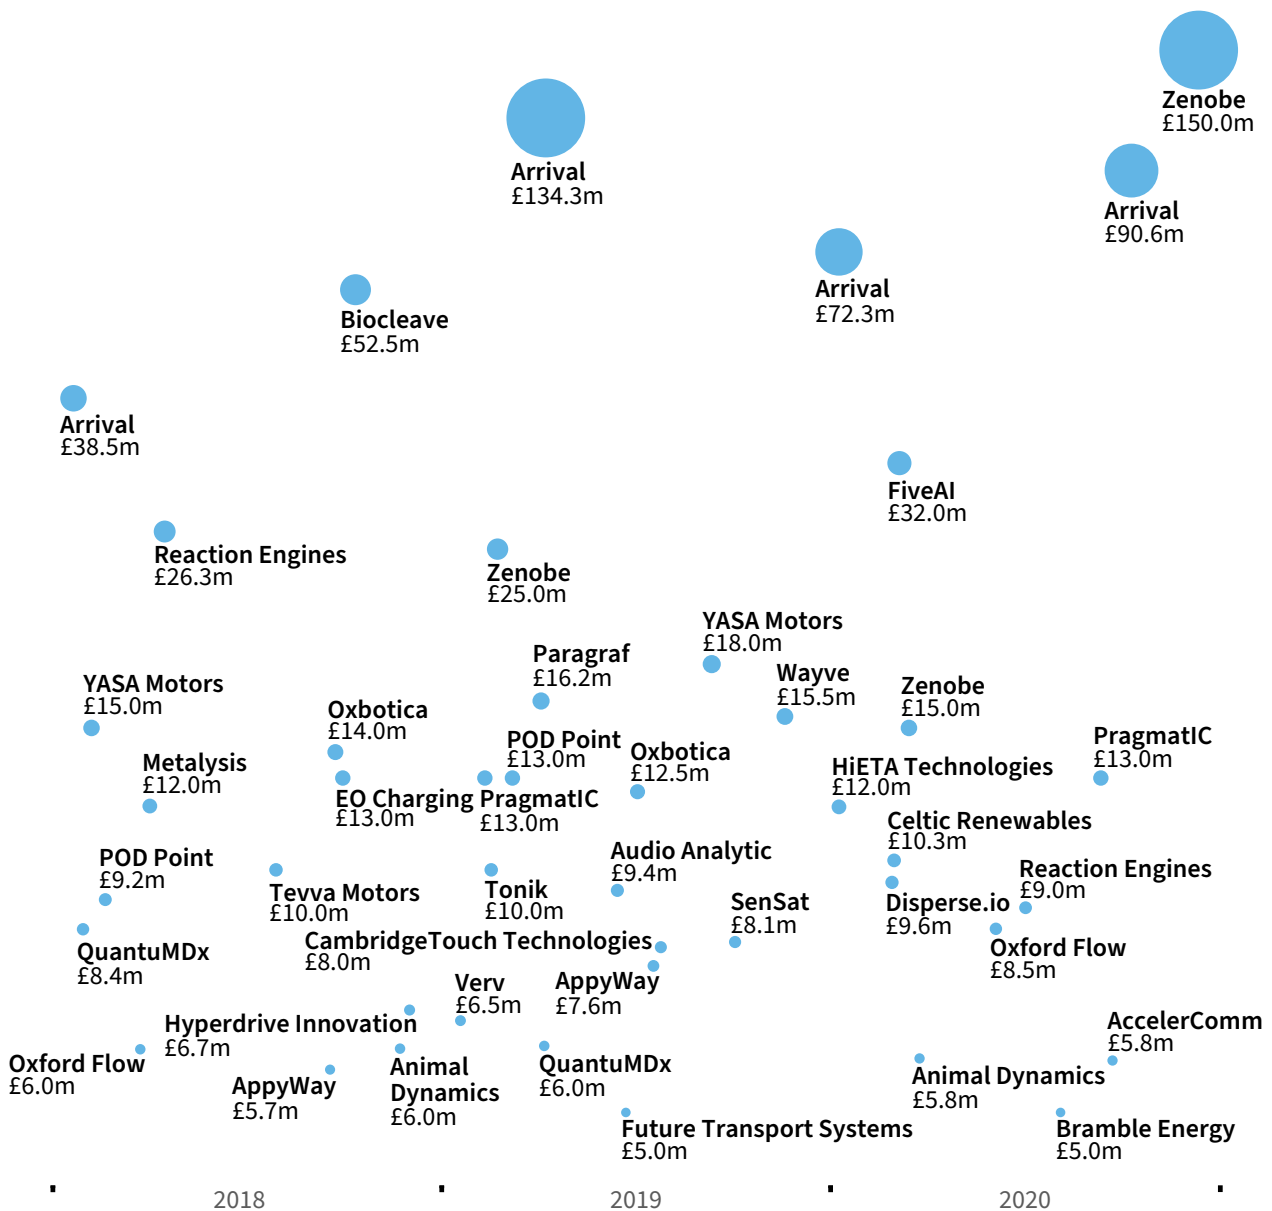 Zenobe
£150.0m
Arrival
£134.3m
Arrival
£90.6m
Arrival
£72.3m
Biocleave
£52.5m
Arrival
£38.5m
FiveAI
£32.0m
Reaction Engines
£26.3m
Zenobe
£25.0m
YASA Motors
£18.0m
Paragraf
£16.2m
Wayve
£15.5m
YASA Motors
£15.0m
Zenobe
£15.0m
Oxbotica
£14.0m
POD Point
£13.0m
Oxbotica
£12.5m
PragmatIC
£13.0m
Metalysis
£12.0m
HiETA Technologies
£12.0m
EO Charging
£13.0m
PragmatIC
£13.0m
Celtic Renewables
£10.3m
POD Point
£9.2m
Audio Analytic
£9.4m
Reaction Engines
£9.0m
Tevva Motors
£10.0m
Tonik
£10.0m
SenSat
£8.1m
Disperse.io
£9.6m
QuantuMDx
£8.4m
CambridgeTouch Technologies
£8.0m
Oxford Flow
£8.5m
Verv
£6.5m
AppyWay
£7.6m
Hyperdrive Innovation
£6.7m
AccelerComm
£5.8m
Oxford Flow
£6.0m
AppyWay
£5.7m
Animal
Dynamics
£6.0m
QuantuMDx
£6.0m
Animal Dynamics
£5.8m
Future Transport Systems
£5.0m
Bramble Energy
£5.0m
2018
2019
2020